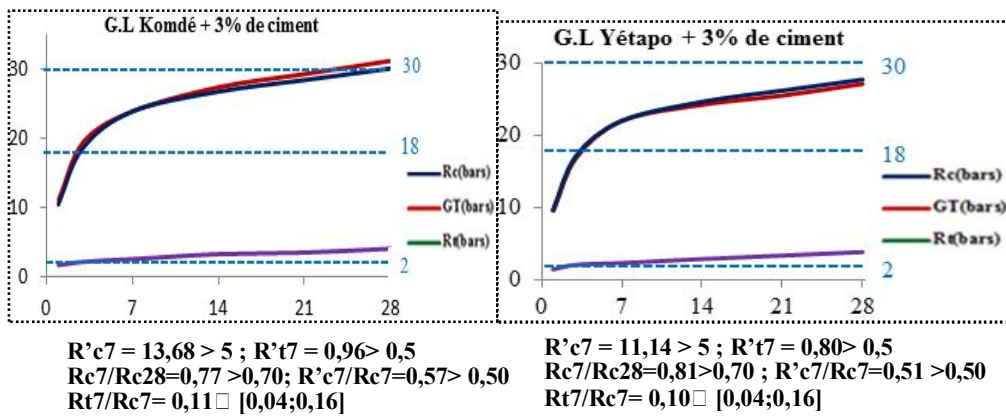 G.L Komdé + 3% de ciment
30
20
10
0
0
7
14
21
28
30
18
2
Rc(bars)
GT(bars)
Rt(bars)
R’c7 = 13,68 > 5 ; R’t7 = 0,96> 0,5
Rc7/Rc28=0,77 >0,70; R’c7/Rc7=0,57> 0,50
Rt7/Rc7= 0,11□ [0,04;0,16]
G.L Yétapo + 3% de ciment
30
20
10
0
0
7
14
21
28
30
18
2
Rc(bars)
GT(bars)
Rt(bars)
R’c7 = 11,14 > 5 ; R’t7 = 0,80> 0,5
Rc7/Rc28=0,81>0,70 ; R’c7/Rc7=0,51 >0,50
Rt7/Rc7= 0,10□ [0,04;0,16]